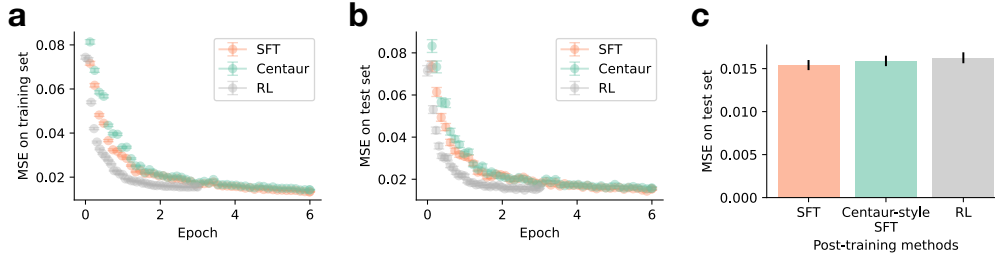 a
MSE on training set
0.08
0.06
0.04
0.02
0
2
4
6
Epoch
SFT
Centaur
RL
b
MSE on test set
0.08
0.06
0.04
0.02
0
2
4
6
Epoch
SFT
Centaur
RL
c
MSE on test set
0.015
0.010
0.005
0.000
SFT
Centaur-style
SFT
RL
Post-training methods